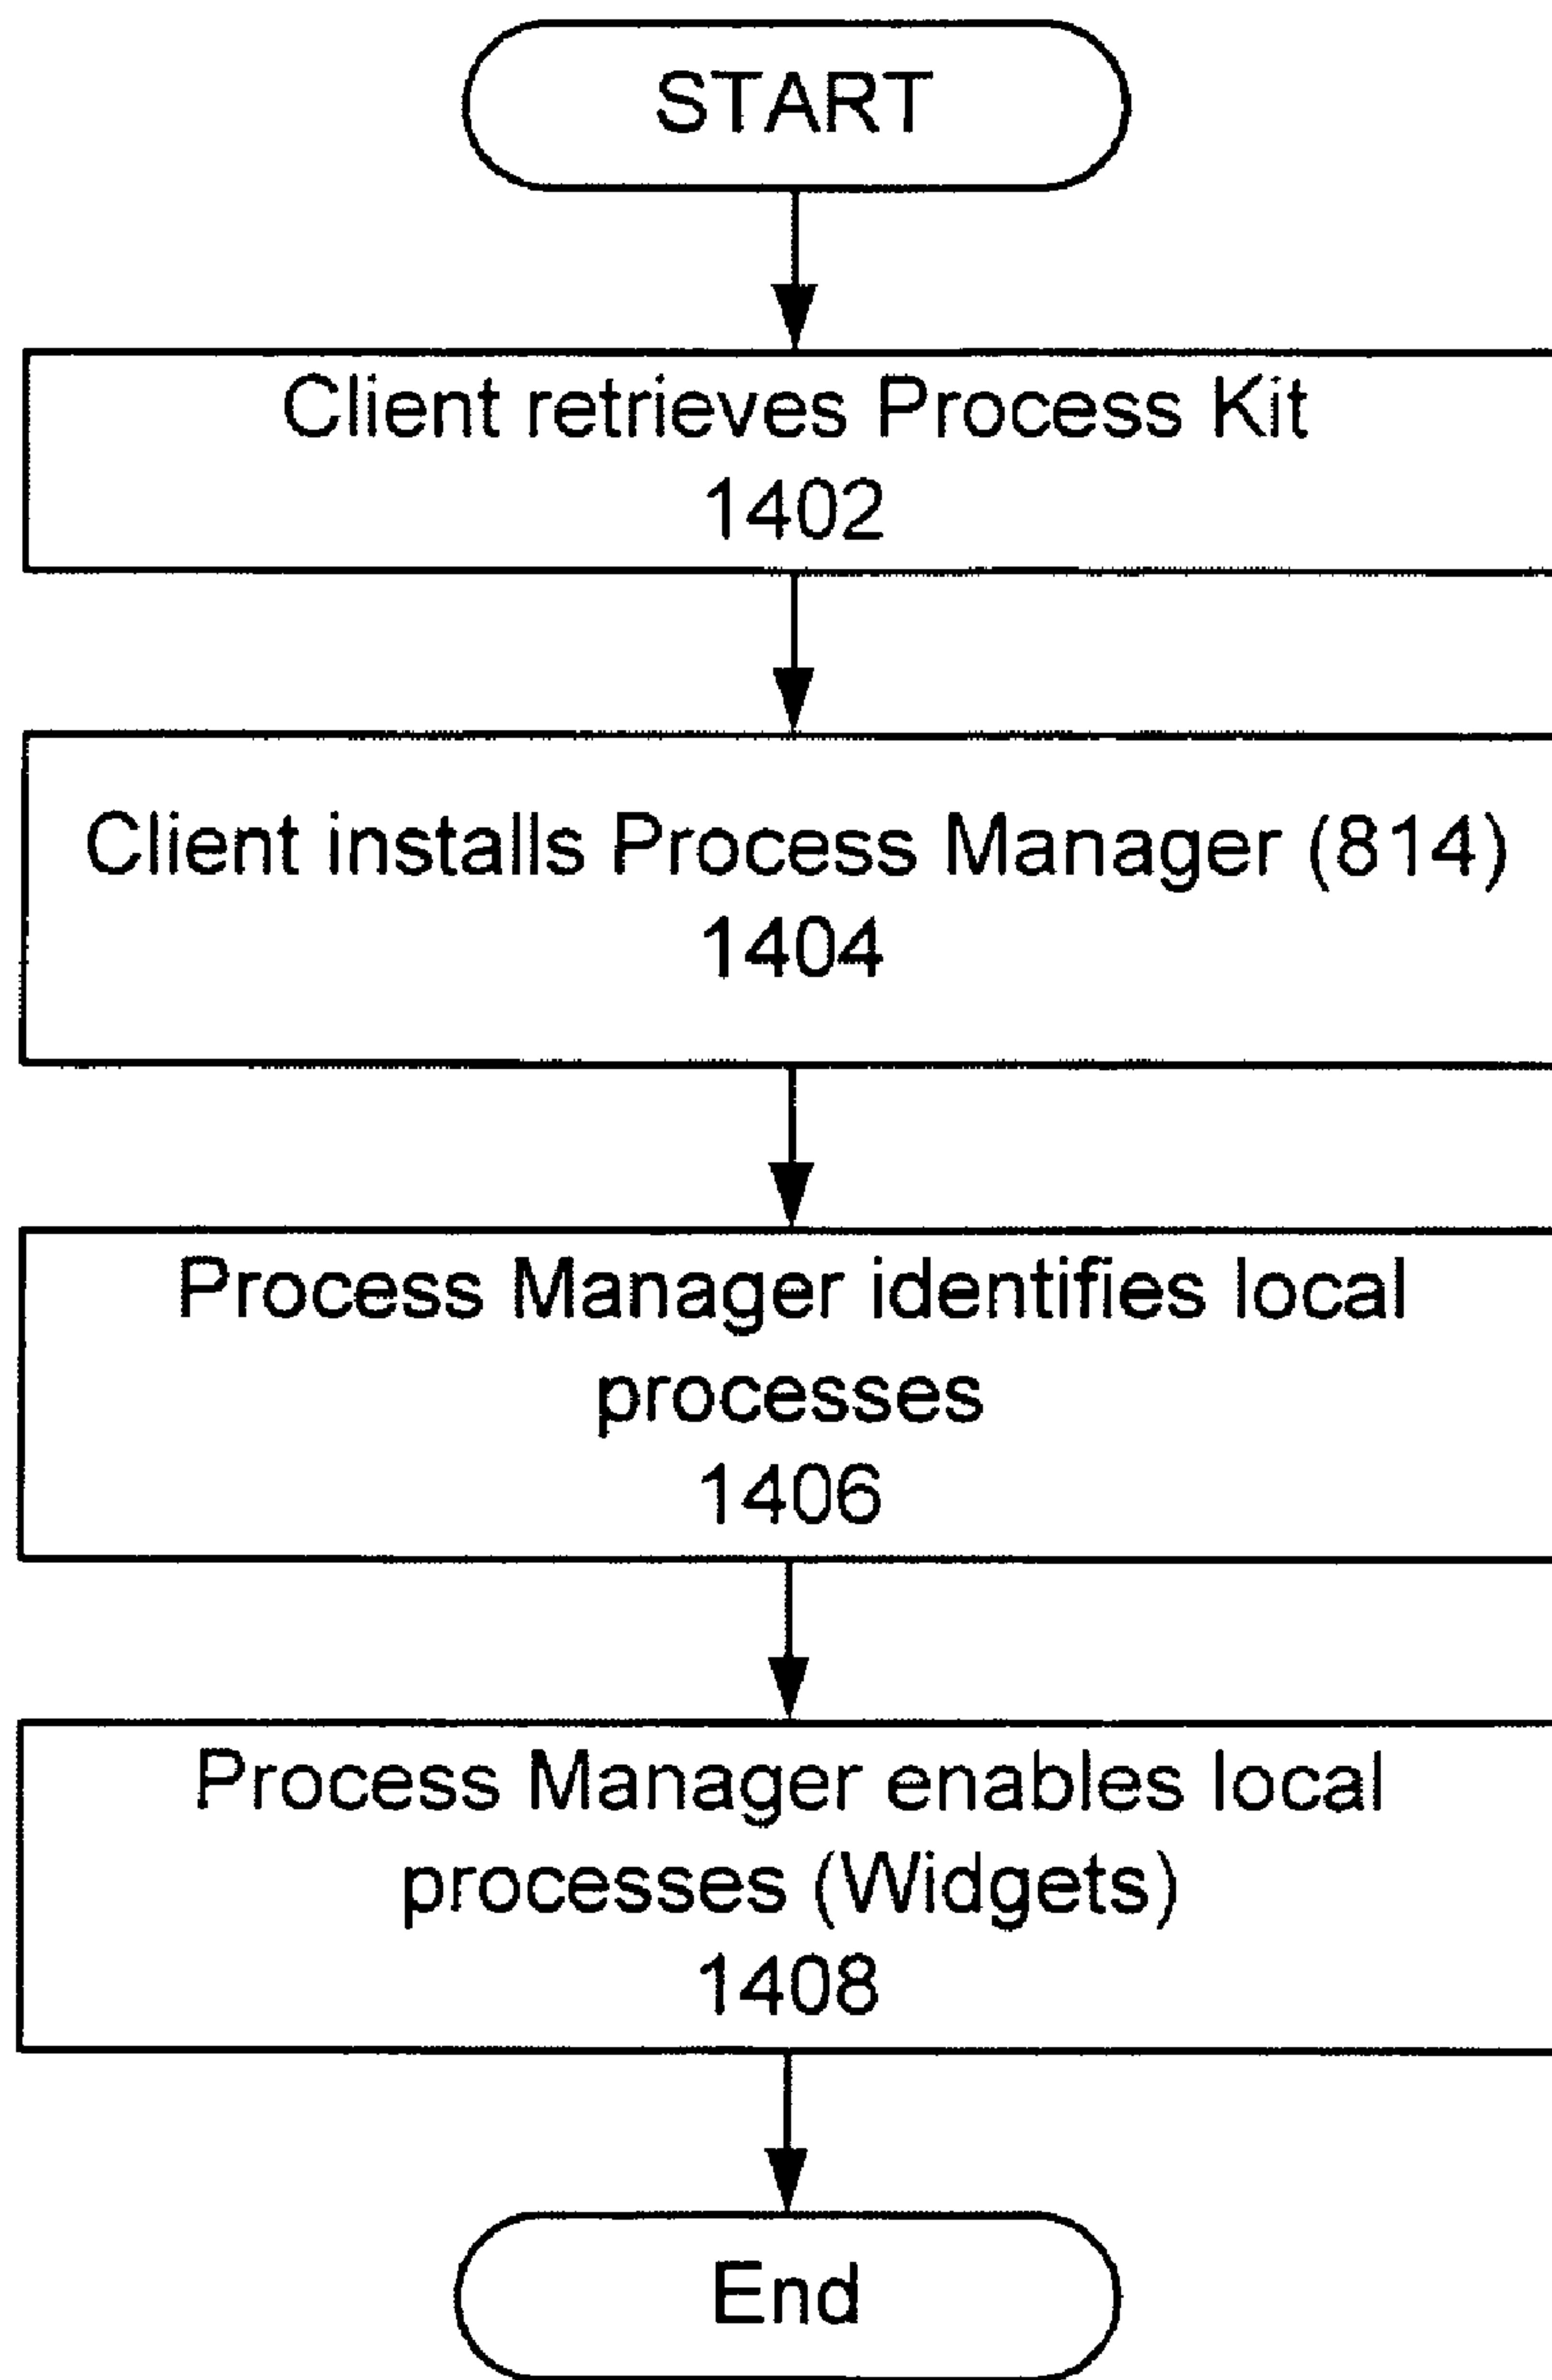 START
Client retrieves Process Kit
1402
Client installs Process Manager (814)
1404
Process Manager identifies local
processes
1406
Process Manager enables local
processes (Widgets)
1408
End